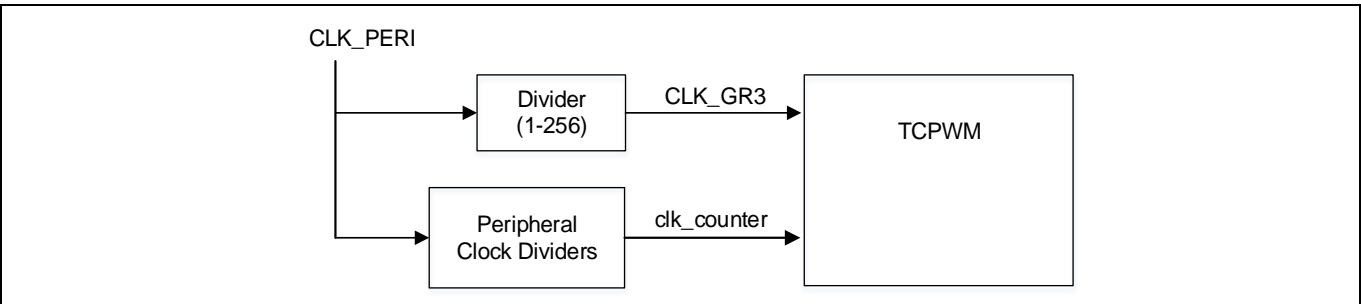 CLK_PERI
Divider
(1-256)
CLK_GR3
TCPWM
Peripheral
Clock Dividers
clk_counter